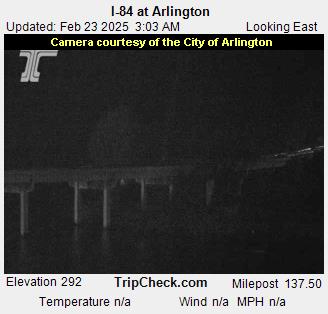 I-84 at Arlington
Updated: Feb 23 2025 3:03 AM Looking East
Camera courtesy of the City of Arlington
Elevation 292 TripCheck.com Milepost 137.50
Temperature n/a Wind n/a MPH n/a